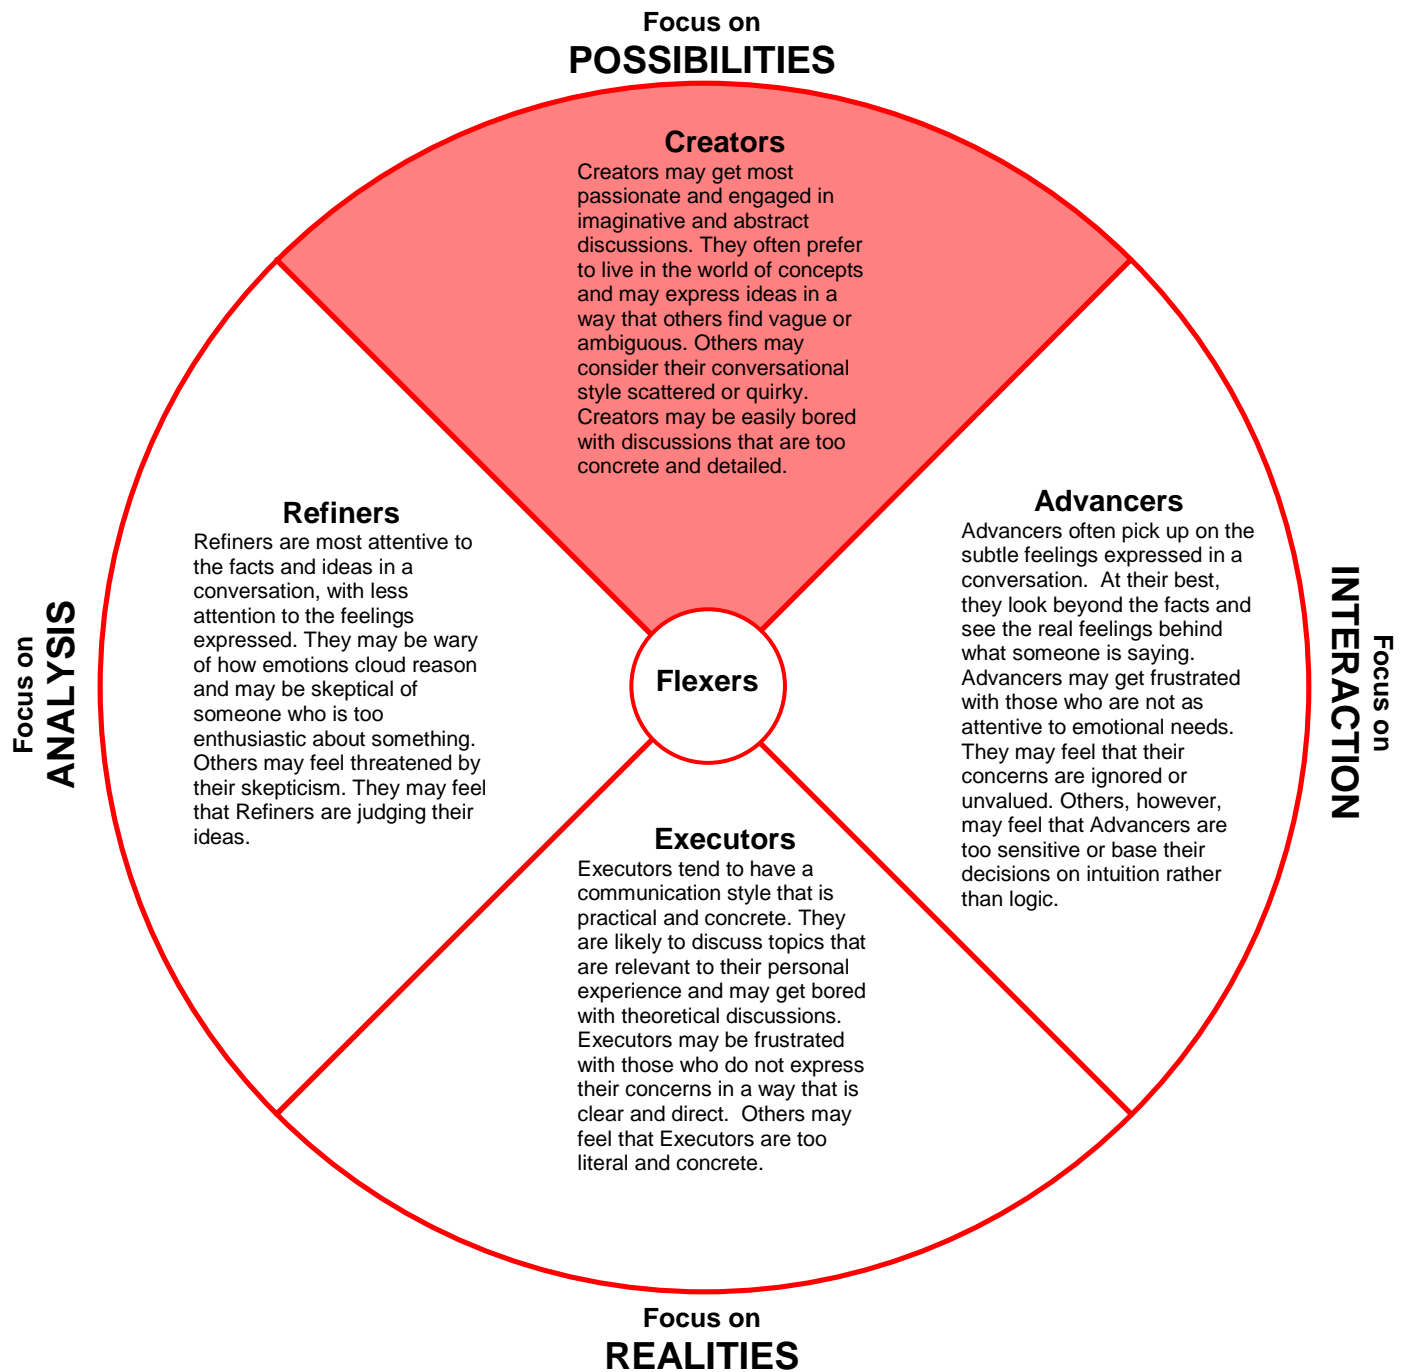 Focus on
POSSIBILITIES
Creators
Creators may get most
passionate and engaged in
imaginative and abstract
discussions. They often prefer
to live in the world of concepts
and may express ideas in a
way that others find vague or
ambiguous. Others may
consider their conversational
style scattered or quirky.
Creators may be easily bored
with discussions that are too
concrete and detailed.
Focus on
ANALYSIS
Refiners
Refiners are most attentive to
the facts and ideas in a
conversation, with less
attention to the feelings
expressed. They may be wary
of how emotions cloud reason
and may be skeptical of
someone who is too
enthusiastic about something.
Others may feel threatened by
their skepticism. They may feel
that Refiners are judging their
ideas.
Flexers
Advancers
Advancers often pick up on the
subtle feelings expressed in a
conversation.  At their best,
they look beyond the facts and
see the real feelings behind
what someone is saying.
Advancers may get frustrated
with those who are not as
attentive to emotional needs.
They may feel that their
concerns are ignored or
unvalued. Others, however,
may feel that Advancers are
too sensitive or base their
decisions on intuition rather
than logic.
Focus on
INTERACTION
Executors
Executors tend to have a
communication style that is
practical and concrete. They
are likely to discuss topics that
are relevant to their personal
experience and may get bored
with theoretical discussions.
Executors may be frustrated
with those who do not express
their concerns in a way that is
clear and direct.  Others may
feel that Executors are too
literal and concrete.
Focus on
REALITIES